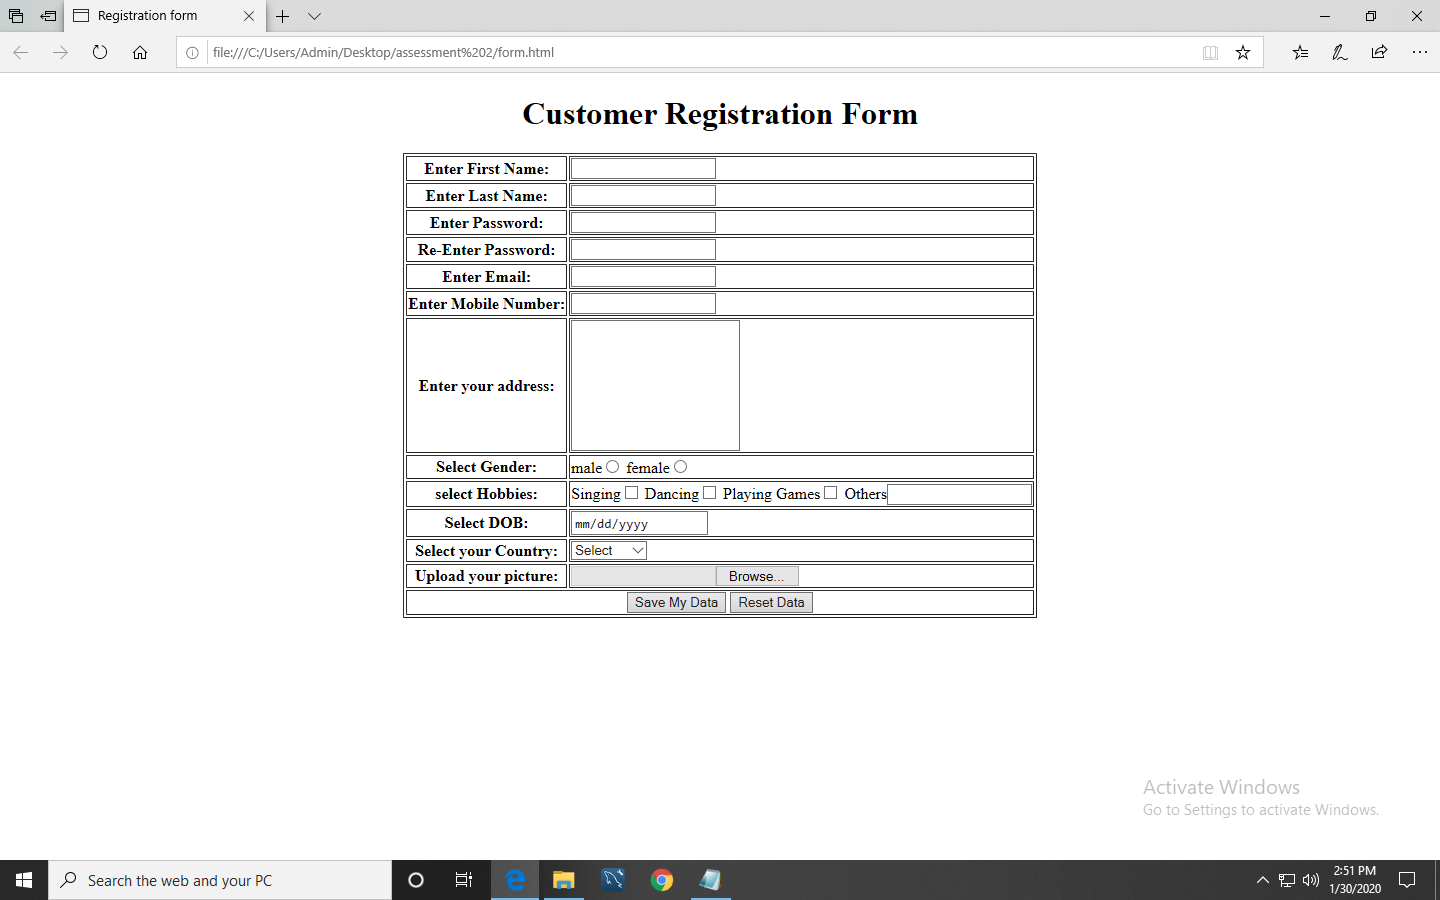 Registration form
file:///C:/Users/Admin/Desktop/assessment%202/form.html
Customer Registration Form
Enter First Name:
Enter Last Name:
Enter Password:
Re-Enter Password:
Enter Email:
Enter Mobile Number:
Enter your address:
Select Gender: male female
select Hobbies: Singing Dancing Playing Games Others
Select DOB: mm/dd/yyyy
Select your Country: Select
Upload your picture: Browse...
Save My Data Reset Data
Activate Windows
Go to Settings to activate Windows.
Search the web and your PC
2:51 PM
1/30/2020